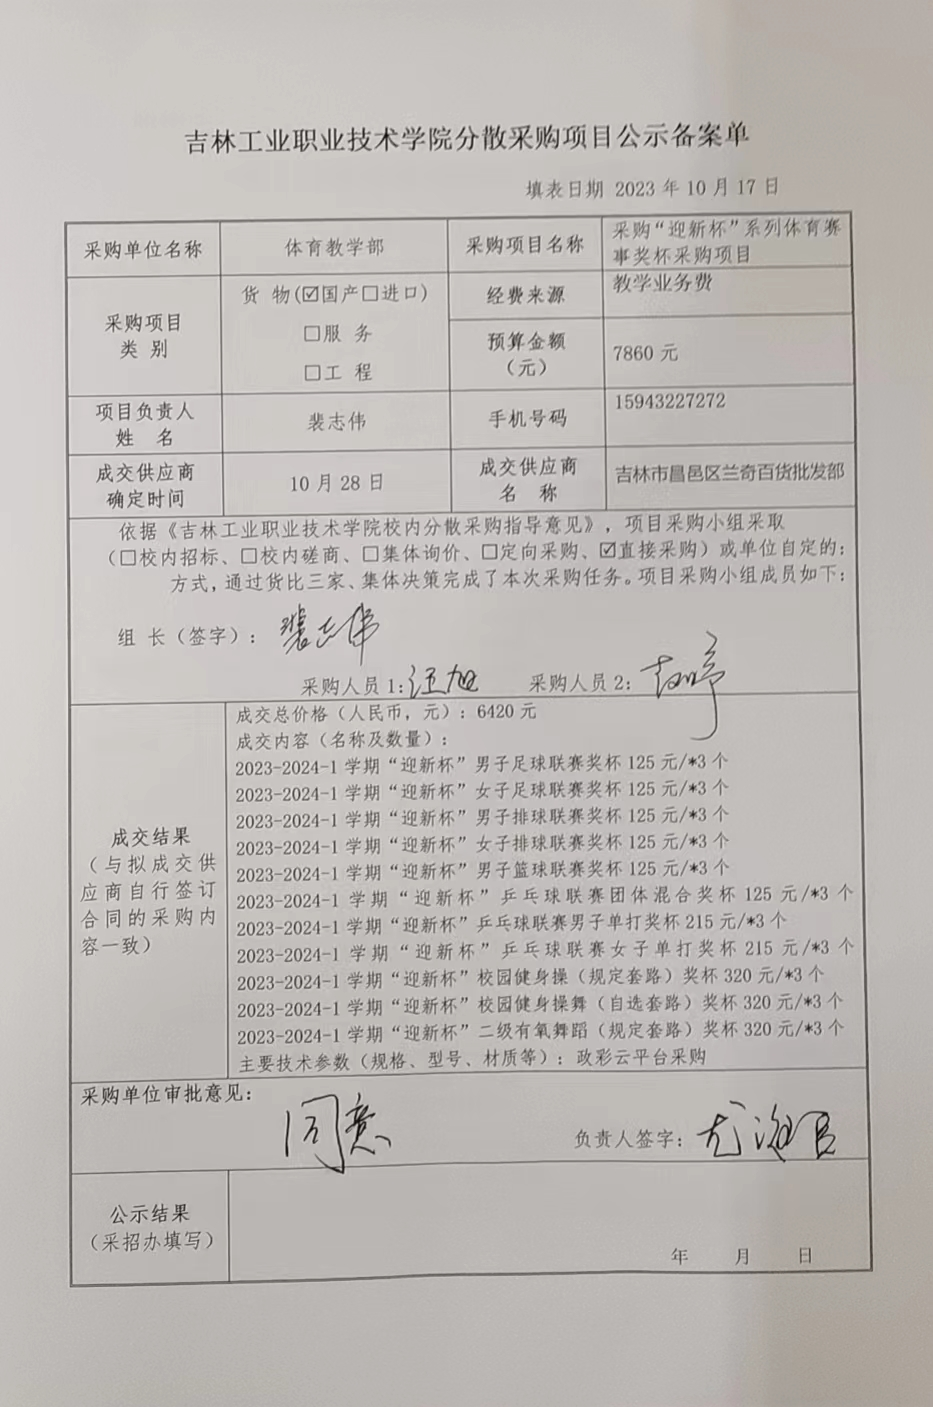 吉林工业职业技术学院分散采购项目公示备案单
填表日期 2023 年 10 月 17 日
采购单位名称
体育教学部
采购项目名称
采购“迎新杯”系列体育赛
事奖杯采购项目
采购项目
类 别
货 物(☑国产□进口)
□服 务
□工 程
经费来源
教学业务费
预算金额
（元）
7860 元
项目负责人
姓 名
裴志伟
手机号码
15943227272
成交供应商
确定时间
10 月 28 日
成交供应商
名 称
吉林市昌邑区兰奇百货批发部
依据《吉林工业职业技术学院校内分散采购指导意见》，项目采购小组采取
（□校内招标、□校内磋商、□集体询价、□定向采购、☑直接采购）或单位自定的：
方式，通过货比三家、集体决策完成了本次采购任务。项目采购小组成员如下：
组 长（签字）：裴志伟
采购人员 1:汪旭 采购人员 2:
成交结果
（与拟成交供
应商自行签订
合同的采购内
容一致）
成交总价格（人民币，元）：6420 元
成交内容（名称及数量）：
2023-2024-1 学期“迎新杯”男子足球联赛奖杯 125 元/*3 个
2023-2024-1 学期“迎新杯”女子足球联赛奖杯 125 元/*3 个
2023-2024-1 学期“迎新杯”男子排球联赛奖杯 125 元/*3 个
2023-2024-1 学期“迎新杯”女子排球联赛奖杯 125 元/*3 个
2023-2024-1 学期“迎新杯”男子篮球联赛奖杯 125 元/*3 个
2023-2024-1 学期“迎新杯”乒乓球联赛团体混合奖杯 125 元/*3 个
2023-2024-1 学期“迎新杯”乒乓球联赛男子单打奖杯 215 元/*3 个
2023-2024-1 学期“迎新杯”乒乓球联赛女子单打奖杯 215 元/*3 个
2023-2024-1 学期“迎新杯”校园健身操（规定套路）奖杯 320 元/*3 个
2023-2024-1 学期“迎新杯”校园健身操舞（自选套路）奖杯 320 元/*3 个
2023-2024-1 学期“迎新杯”二级有氧舞蹈（规定套路）奖杯 320 元/*3 个
主要技术参数（规格、型号、材质等）：政彩云平台采购
采购单位审批意见：
同意
负责人签字：
公示结果
（采招办填写）
年 月 日